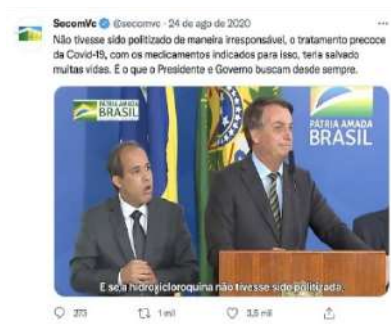 SecomVc @secomvc · 24 de ago de 2020
Não tivesse sido politizado de maneira irresponsável, o tratamento precoce
da Covid-19, com os medicamentos indicados para isso, teria salvado
muitas vidas. É o que o Presidente e Governo buscam desde sempre.
PÁTRIA AMADA
BRASIL
PÁTRIA AMADA
BRASIL
E se a hidroxicloroquina não tivesse sido politizada,
373
1 mil
3,5 mil